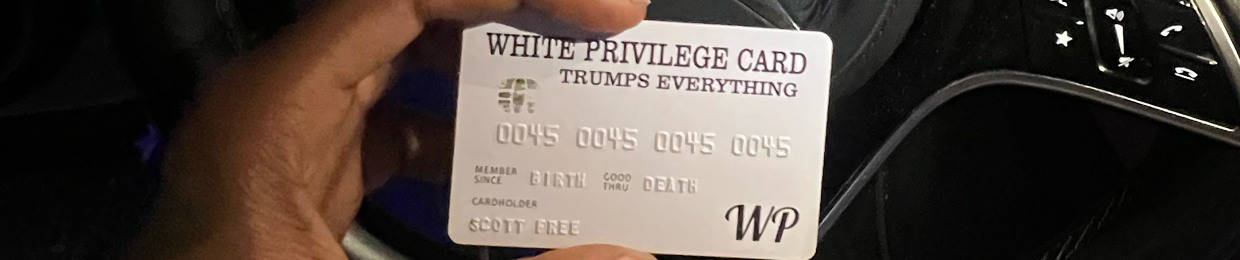 WHITE PRIVILEGE CARD
TRUMPS EVERYTHING
0045 0045 0045 0045
MEMBER SINCE BIRTH GOOD THRU DEATH
CARDHOLDER
SCOTT FREE
WP